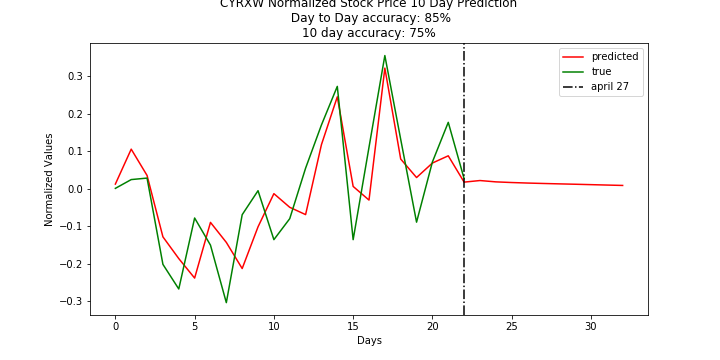 CYRXW Normalized Stock Price 10 Day Prediction
Day to Day accuracy: 85%
10 day accuracy: 75%
predicted
true
april 27
0.3
0.2
0.1
0.0
−0.1
−0.2
−0.3
Normalized Values
0 5 10 15 20 25 30
Days